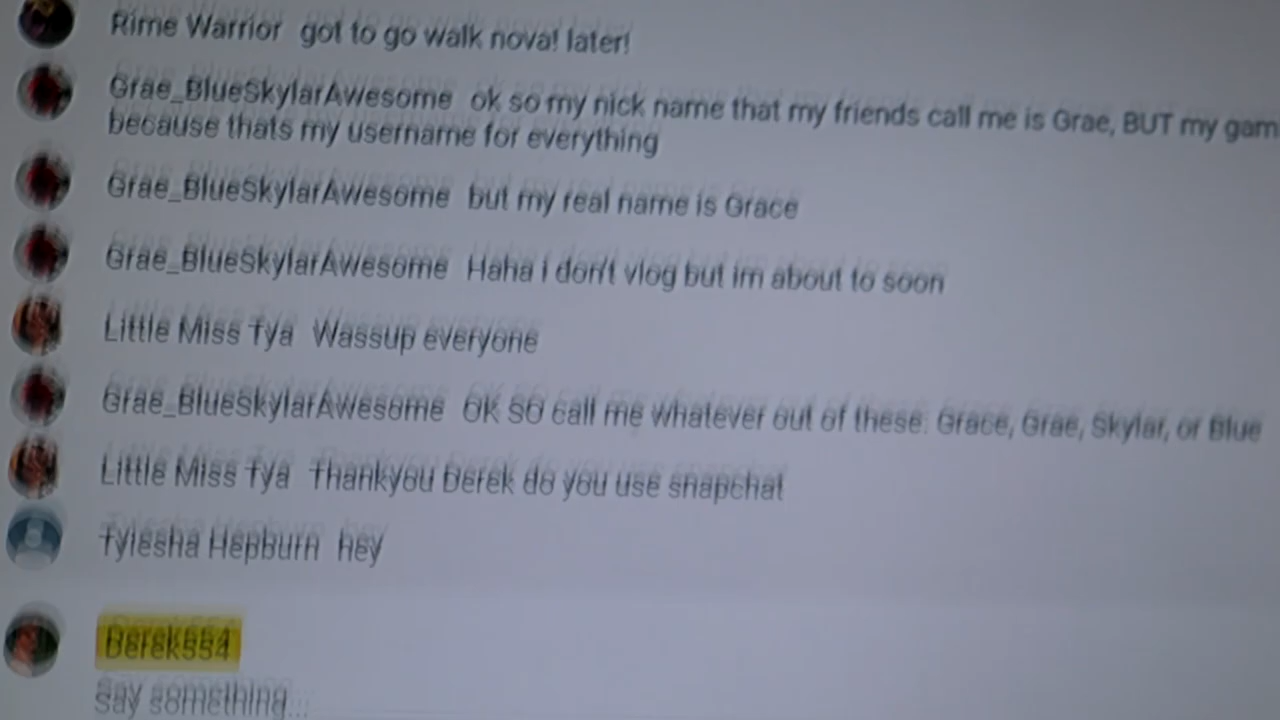 Rime Warrior got to go walk nova! later!
Grae_BlueSkylarAwesome ok so my nick name that my friends call me is Grae, BUT my gam
because thats my username for everything
Grae_BlueSkylarAwesome but my real name is Grace
Grae_BlueSkylarAwesome Haha i don't vlog but im about to soon
Little Miss Tya Wassup everyone
Grae_BlueSkylarAwesome OK SO call me whatever out of these: Grace, Grae, Skylar, or Blue
Little Miss Tya Thankyou Derek do you use snapchat
Tylesha Hepburn hey
Derek554
Say something...